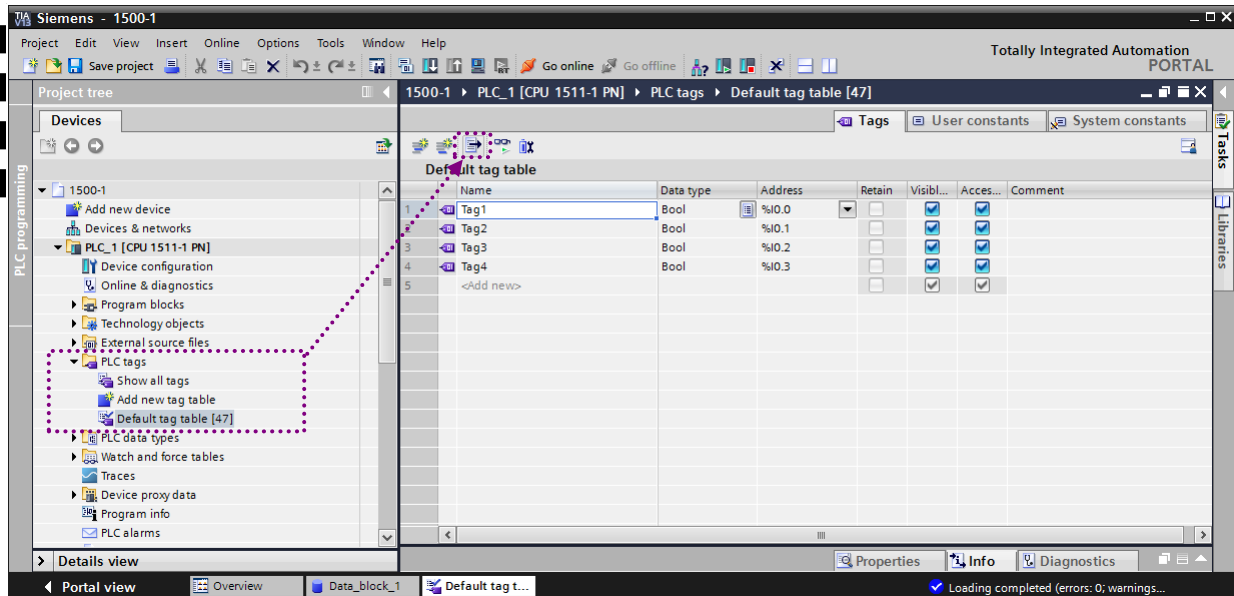 Siemens - 1500-1
Project Edit View Insert Online Options Tools Window Help
Totally Integrated Automation
PORTAL
Save project Go online Go offline
Project tree
1500-1 PLC_1 [CPU 1511-1 PN] PLC tags Default tag table [47]
Devices
Tags User constants System constants
Default tag table
Name Data type Address Retain Visibl... Acces... Comment
1 Tag1 Bool %I0.0
2 Tag2 Bool %I0.1
3 Tag3 Bool %I0.2
4 Tag4 Bool %I0.3
5 <Add new>
1500-1
Add new device
Devices & networks
PLC_1 [CPU 1511-1 PN]
Device configuration
Online & diagnostics
Program blocks
Technology objects
External source files
PLC tags
Show all tags
Add new tag table
Default tag table [47]
PLC data types
Watch and force tables
Traces
Device proxy data
Program info
PLC alarms
PLC programming
Tasks
Libraries
Details view
Properties Info Diagnostics
Portal view Overview Data_block_1 Default tag t...
Loading completed (errors: 0; warnings...